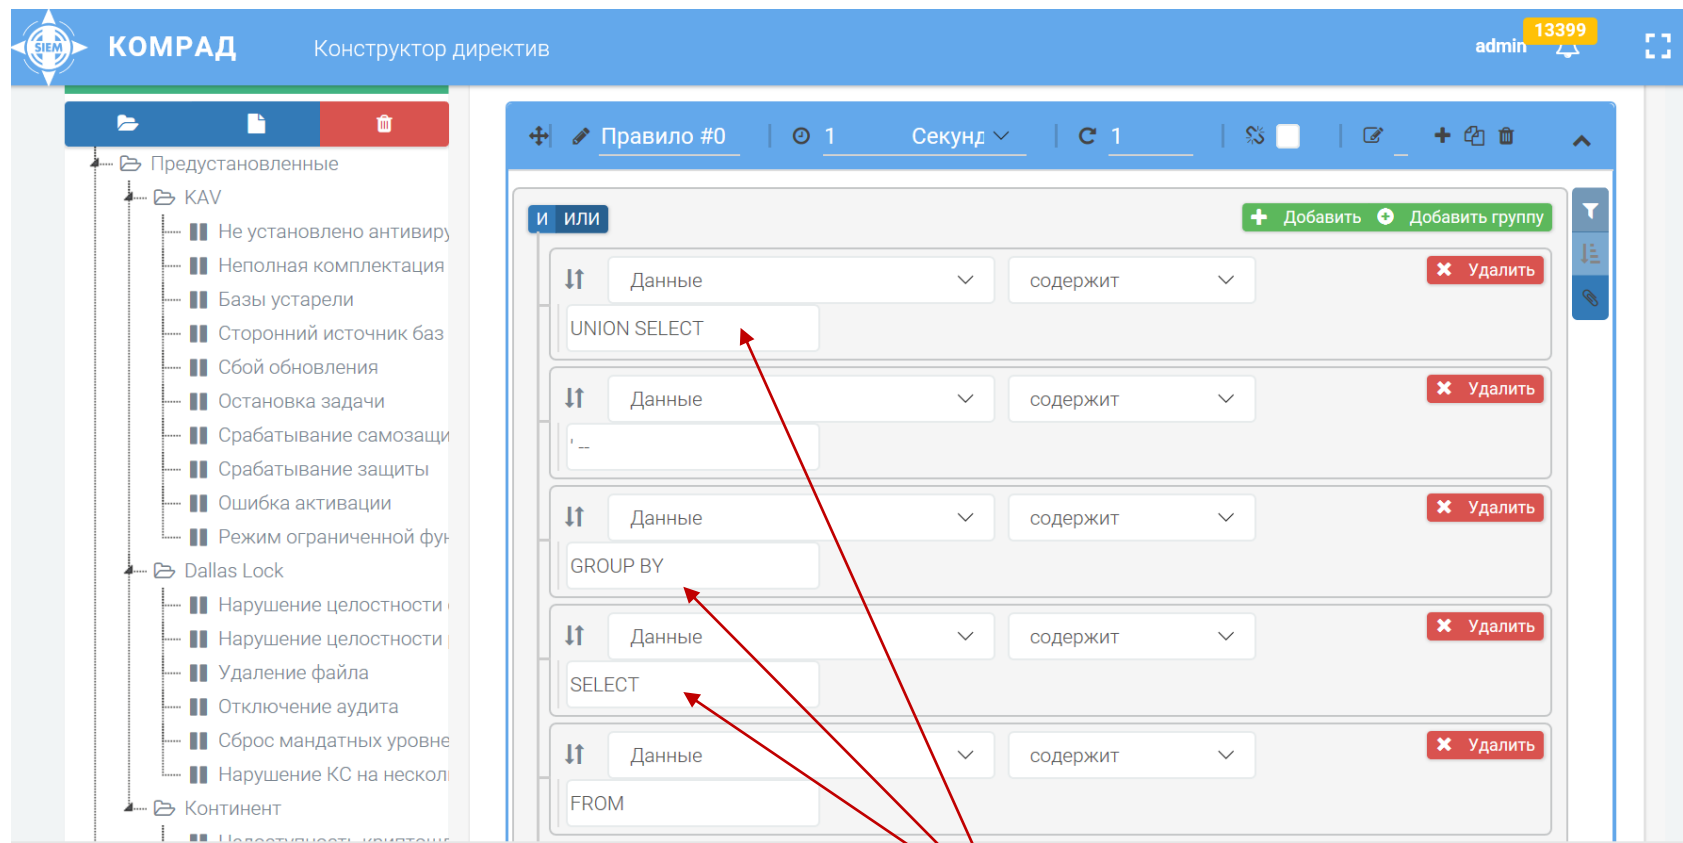 SIEM КОМРАД Конструктор директив admin 13399
Правило #0 1 Секунд 1
И ИЛИ Добавить Добавить группу
Данные содержит Удалить
UNION SELECT
Данные содержит Удалить
' --
Данные содержит Удалить
GROUP BY
Данные содержит Удалить
SELECT
Данные содержит Удалить
FROM
Предустановленные
KAV
Не установлено антивиру
Неполная комплектация
Базы устарели
Сторонний источник баз
Сбой обновления
Остановка задачи
Срабатывание самозащи
Срабатывание защиты
Ошибка активации
Режим ограниченной фун
Dallas Lock
Нарушение целостности
Нарушение целостности
Удаление файла
Отключение аудита
Сброс мандатных уровне
Нарушение КС на нескол
Континент